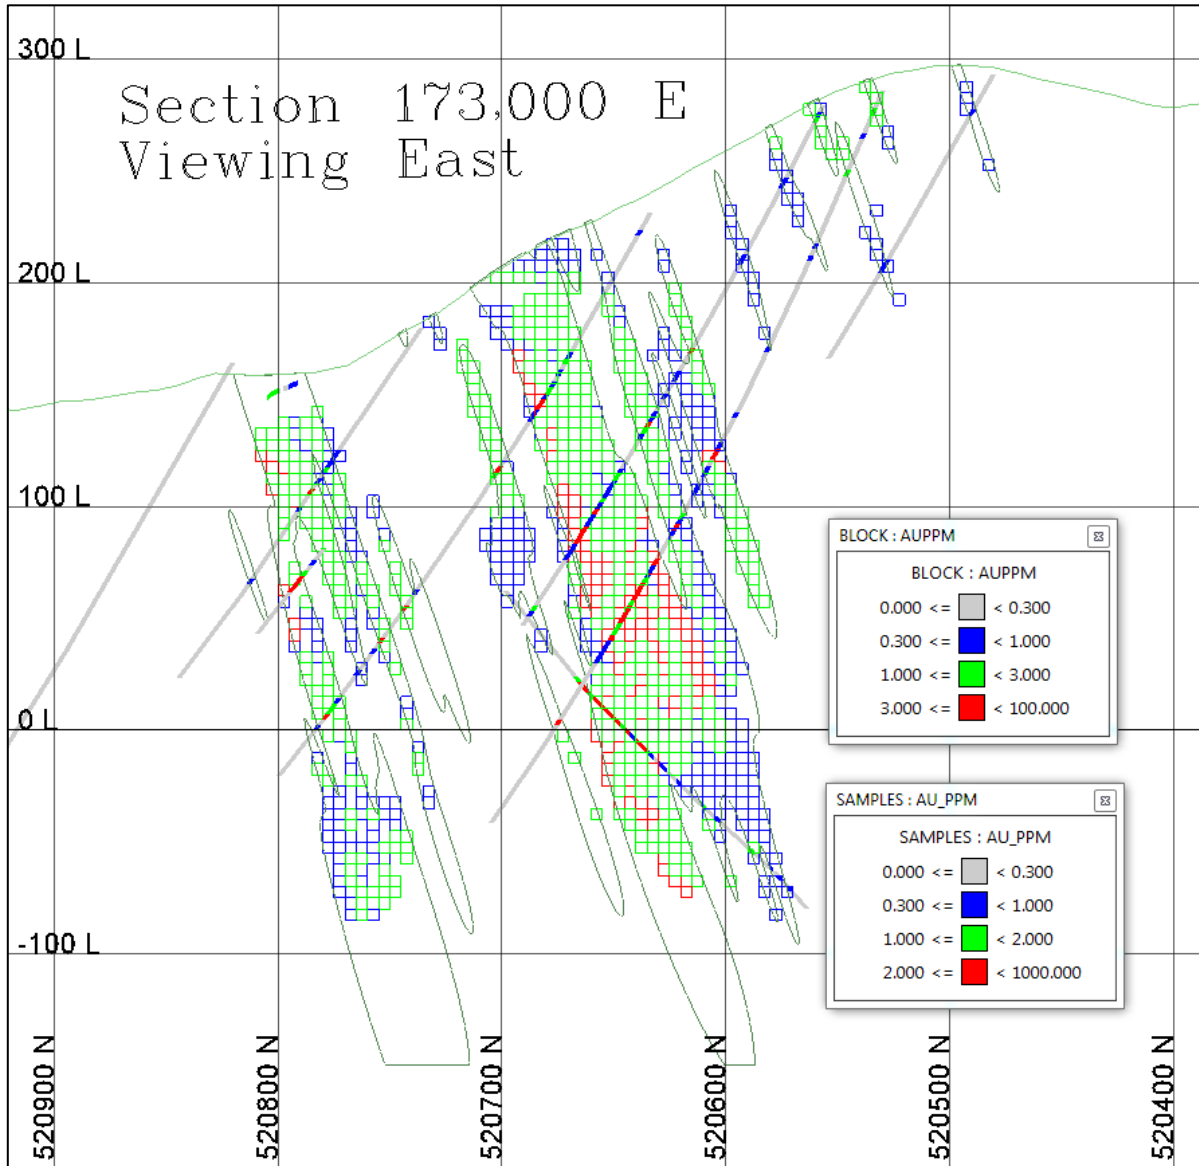 300 L
Section 173,000 E
Viewing East
200 L
100 L
0 L
-100 L
BLOCK : AUPPM
BLOCK : AUPPM
0.000 <= < 0.300
0.300 <= < 1.000
1.000 <= < 3.000
3.000 <= < 100.000
SAMPLES : AU_PPM
SAMPLES : AU_PPM
0.000 <= < 0.300
0.300 <= < 1.000
1.000 <= < 2.000
2.000 <= < 1000.000
520900 N
520800 N
520700 N
520600 N
520500 N
520400 N